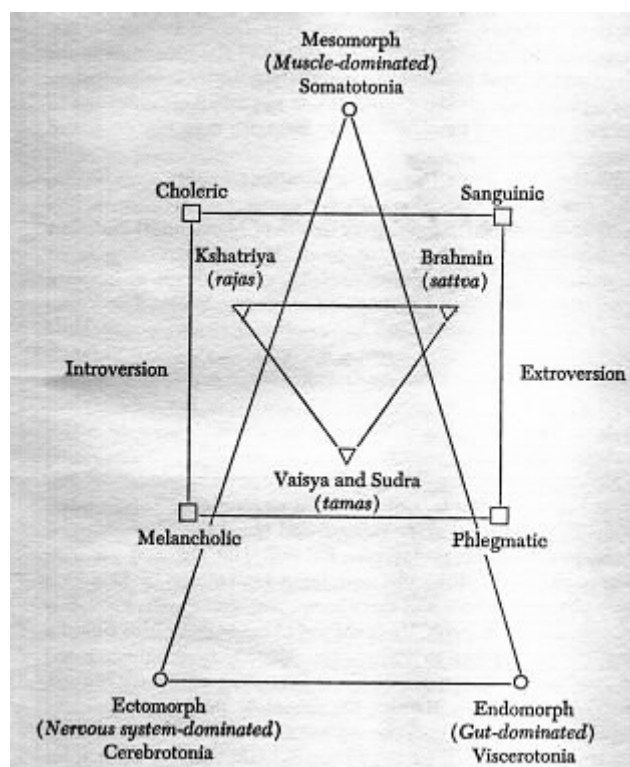 Mesomorph
(Muscle-dominated)
Somatotonia
Choleric
Sanguinic
Kshatriya
(rajas)
Brahmin
(sattva)
Introversion
Extroversion
Vaisya and Sudra
(tamas)
Melancholic
Phlegmatic
Ectomorph
(Nervous system-dominated)
Cerebrotonia
Endomorph
(Gut-dominated)
Viscerotonia